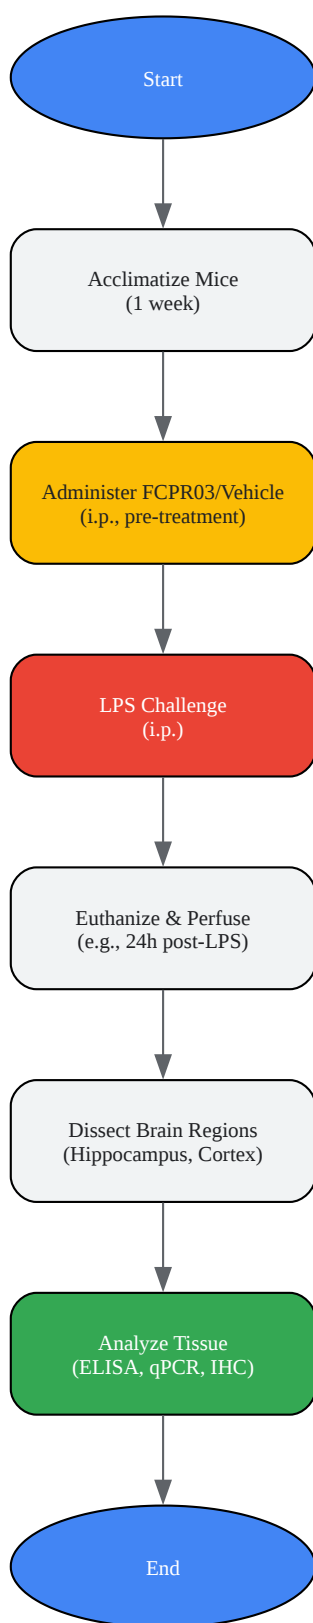 Start
Acclimatize Mice
(1 week)
Administer FCPR03/Vehicle
(i.p., pre-treatment)
LPS Challenge
(i.p.)
Euthanize & Perfuse
(e.g., 24h post-LPS)
Dissect Brain Regions
(Hippocampus, Cortex)
Analyze Tissue
(ELISA, qPCR, IHC)
End